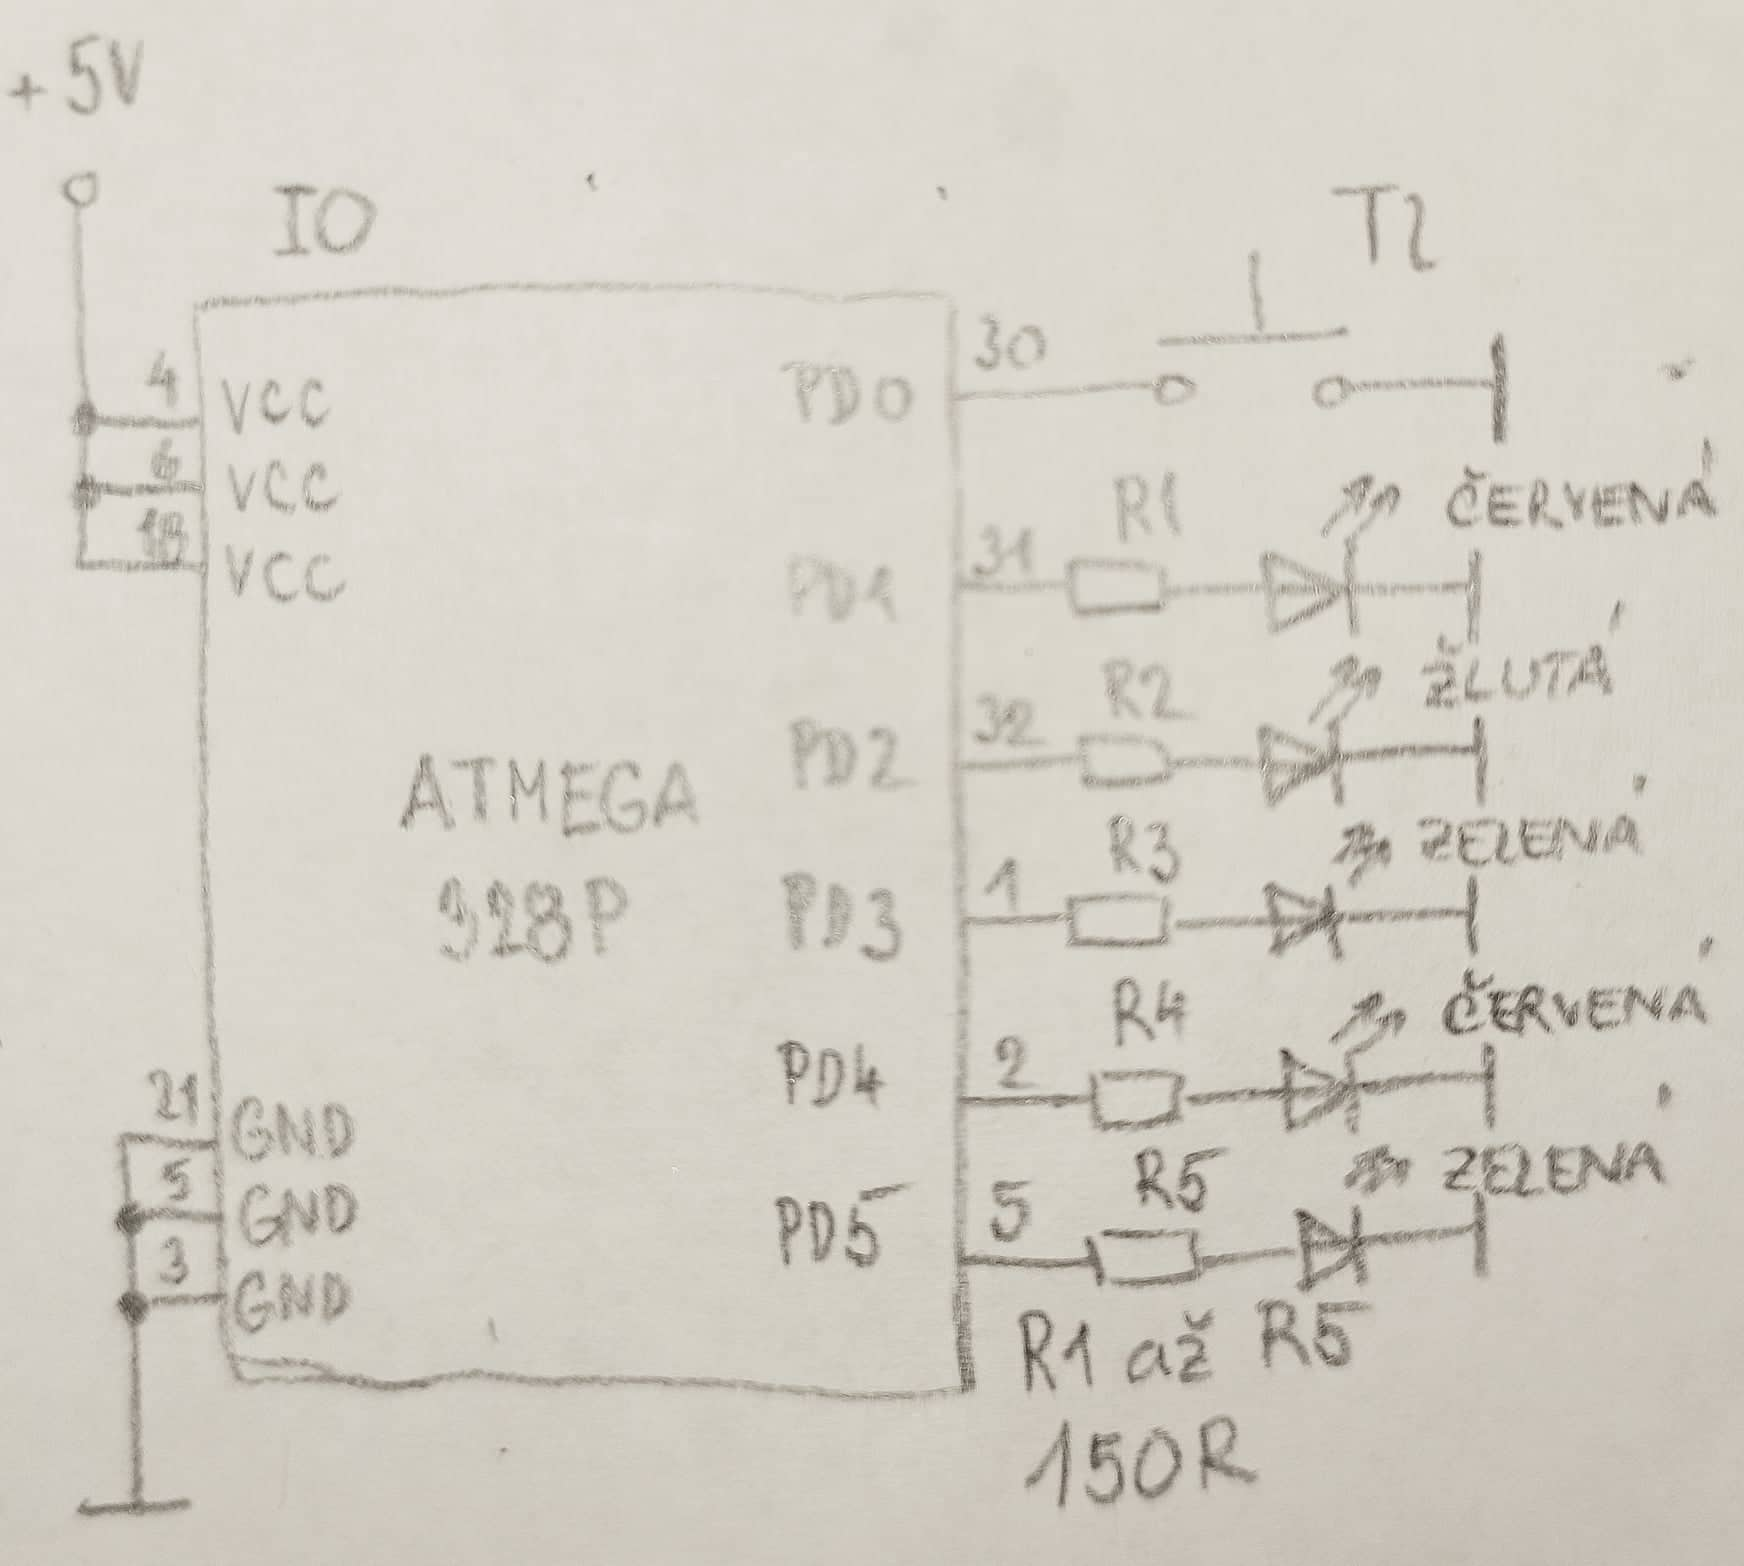 +5V
IO
Tl
4 VCC
6 VCC
18 VCC
PD0 30
PD1 31 R1 ČERVENÁ
PD2 32 R2 ŽLUTÁ
ATMEGA
328P
PD3 1 R3 ZELENÁ
PD4 2 R4 ČERVENÁ
21 GND
5 GND
3 GND
PD5 5 R5 ZELENÁ
R1 až R5
150R